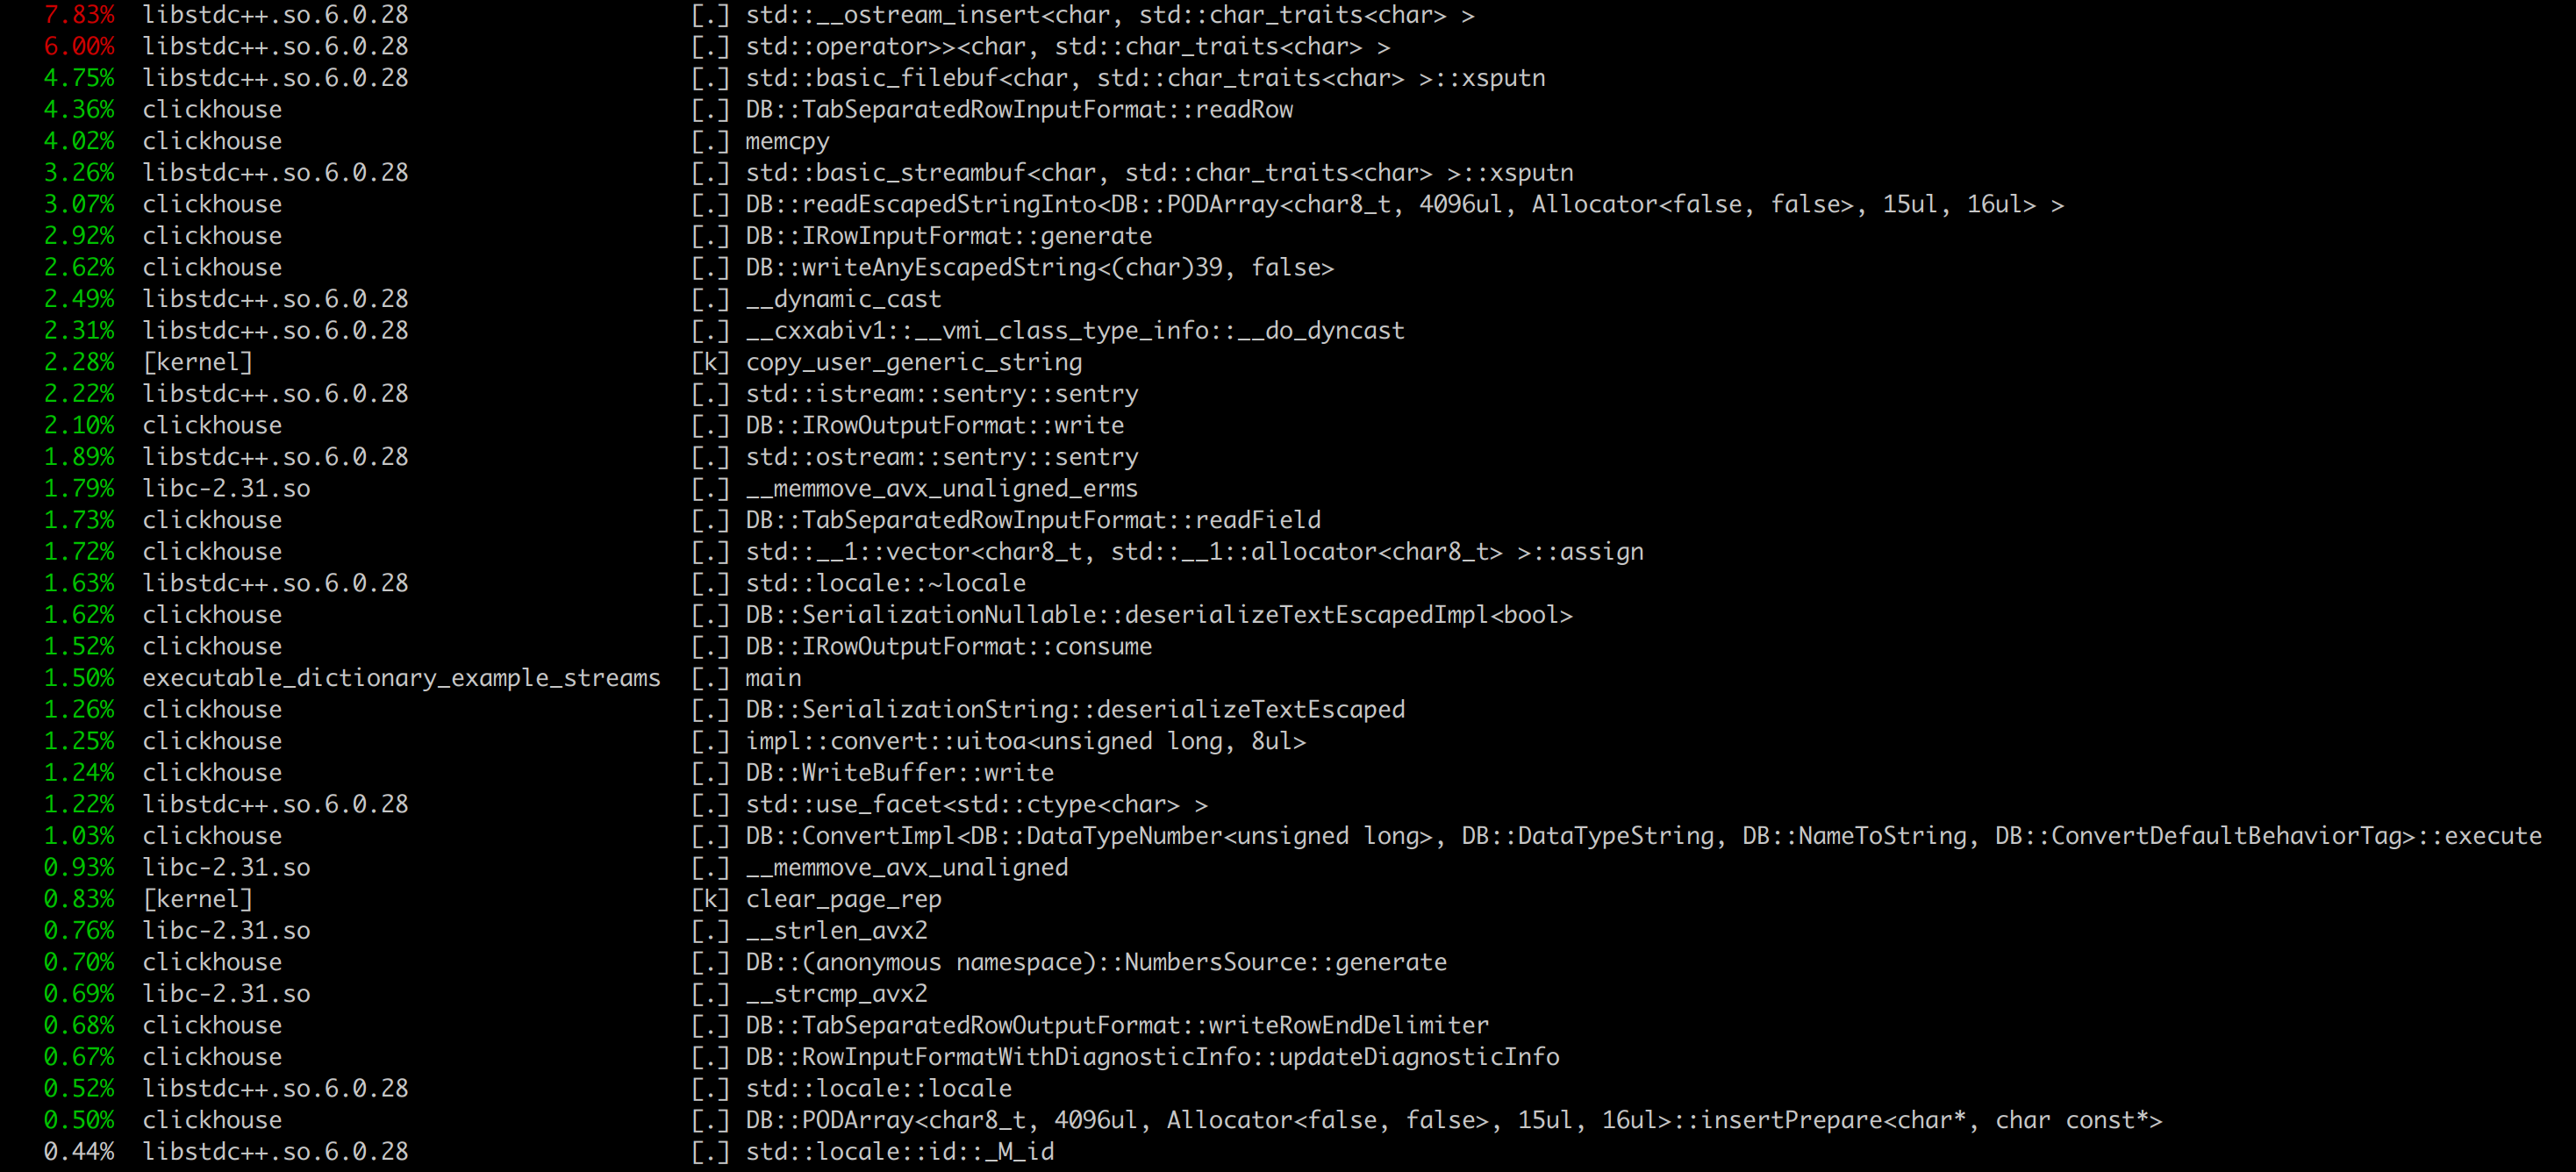 7.83% libstdc++.so.6.0.28 [.] std::__ostream_insert<char, std::char_traits<char> >
6.00% libstdc++.so.6.0.28 [.] std::operator>><char, std::char_traits<char> >
4.75% libstdc++.so.6.0.28 [.] std::basic_filebuf<char, std::char_traits<char> >::xsputn
4.36% clickhouse [.] DB::TabSeparatedRowInputFormat::readRow
4.02% clickhouse [.] memcpy
3.26% libstdc++.so.6.0.28 [.] std::basic_streambuf<char, std::char_traits<char> >::xsputn
3.07% clickhouse [.] DB::readEscapedStringInto<DB::PODArray<char8_t, 4096ul, Allocator<false, false>, 15ul, 16ul> >
2.92% clickhouse [.] DB::IRowInputFormat::generate
2.62% clickhouse [.] DB::writeAnyEscapedString<(char)39, false>
2.49% libstdc++.so.6.0.28 [.] __dynamic_cast
2.31% libstdc++.so.6.0.28 [.] __cxxabiv1::__vmi_class_type_info::__do_dyncast
2.28% [kernel] [k] copy_user_generic_string
2.22% libstdc++.so.6.0.28 [.] std::istream::sentry::sentry
2.10% clickhouse [.] DB::IRowOutputFormat::write
1.89% libstdc++.so.6.0.28 [.] std::ostream::sentry::sentry
1.79% libc-2.31.so [.] __memmove_avx_unaligned_erms
1.73% clickhouse [.] DB::TabSeparatedRowInputFormat::readField
1.72% clickhouse [.] std::__1::vector<char8_t, std::__1::allocator<char8_t> >::assign
1.63% libstdc++.so.6.0.28 [.] std::locale::~locale
1.62% clickhouse [.] DB::SerializationNullable::deserializeTextEscapedImpl<bool>
1.52% clickhouse [.] DB::IRowOutputFormat::consume
1.50% executable_dictionary_example_streams [.] main
1.26% clickhouse [.] DB::SerializationString::deserializeTextEscaped
1.25% clickhouse [.] impl::convert::uitoa<unsigned long, 8ul>
1.24% clickhouse [.] DB::WriteBuffer::write
1.22% libstdc++.so.6.0.28 [.] std::use_facet<std::ctype<char> >
1.03% clickhouse [.] DB::ConvertImpl<DB::DataTypeNumber<unsigned long>, DB::DataTypeString, DB::NameToString, DB::ConvertDefaultBehaviorTag>::execute
0.93% libc-2.31.so [.] __memmove_avx_unaligned
0.83% [kernel] [k] clear_page_rep
0.76% libc-2.31.so [.] __strlen_avx2
0.70% clickhouse [.] DB::(anonymous namespace)::NumbersSource::generate
0.69% libc-2.31.so [.] __strcmp_avx2
0.68% clickhouse [.] DB::TabSeparatedRowOutputFormat::writeRowEndDelimiter
0.67% clickhouse [.] DB::RowInputFormatWithDiagnosticInfo::updateDiagnosticInfo
0.52% libstdc++.so.6.0.28 [.] std::locale::locale
0.50% clickhouse [.] DB::PODArray<char8_t, 4096ul, Allocator<false, false>, 15ul, 16ul>::insertPrepare<char*, char const*>
0.44% libstdc++.so.6.0.28 [.] std::locale::id::_M_id